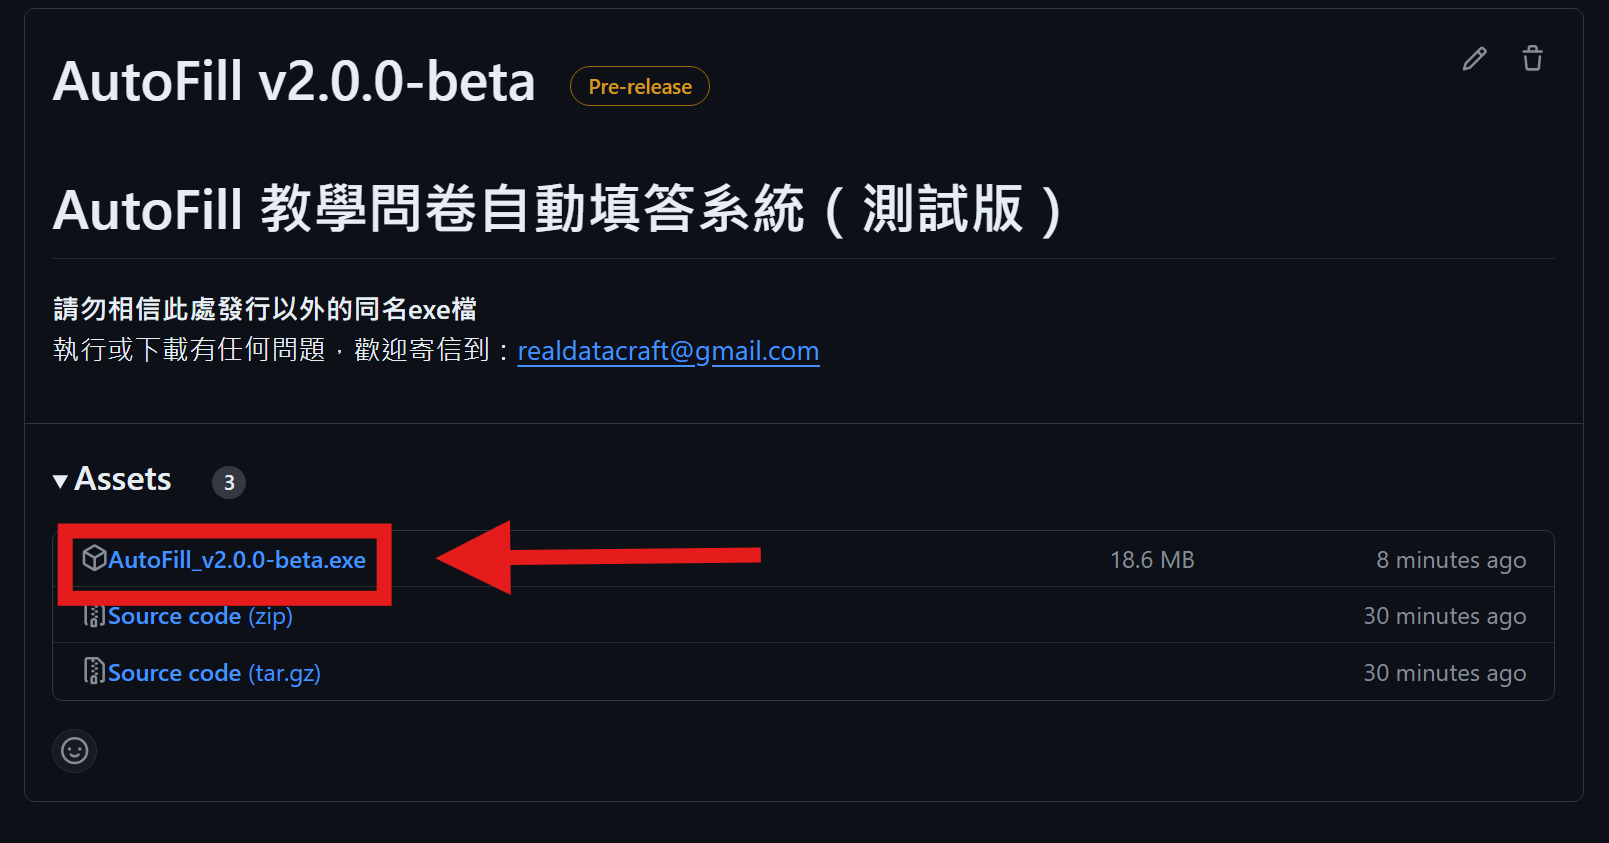 AutoFill v2.0.0-beta Pre-release
AutoFill 教學問卷自動填答系統（測試版）
請勿相信此處發行以外的同名exe檔
執行或下載有任何問題，歡迎寄信到：realdatacraft@gmail.com
Assets 3
AutoFill_v2.0.0-beta.exe 18.6 MB 8 minutes ago
Source code (zip) 30 minutes ago
Source code (tar.gz) 30 minutes ago